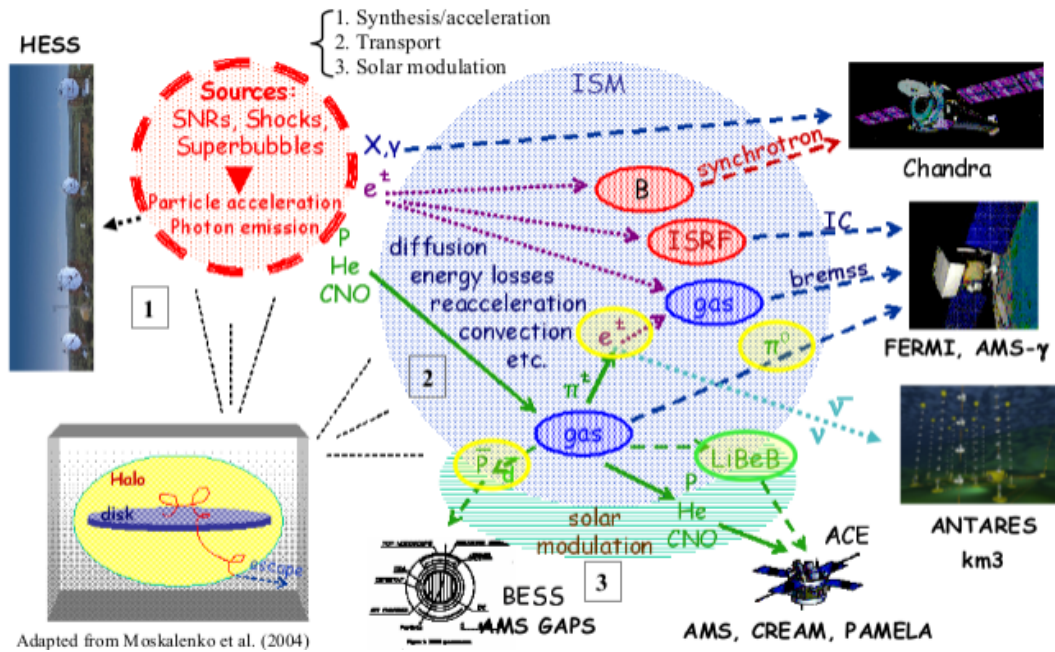 1. Synthesis/acceleration
2. Transport
3. Solar modulation
HESS
Sources:
SNRs, Shocks,
Superbubbles
Particle acceleration
Photon emission
1
ISM
X,γ
e±
P
He
CNO
B
synchrotron
Chandra
ISRF
IC
diffusion
energy losses
reacceleration
convection
etc.
gas
bremss
e±
π⁰
FERMI, AMS-γ
2
π±
gas
ν ν̄
P̄
d̄
LiBeB
P
He
CNO
solar
modulation
3
ANTARES
km3
ACE
BESS
AMS GAPS
AMS, CREAM, PAMELA
Halo
disk
escape
Adapted from Moskalenko et al. (2004)